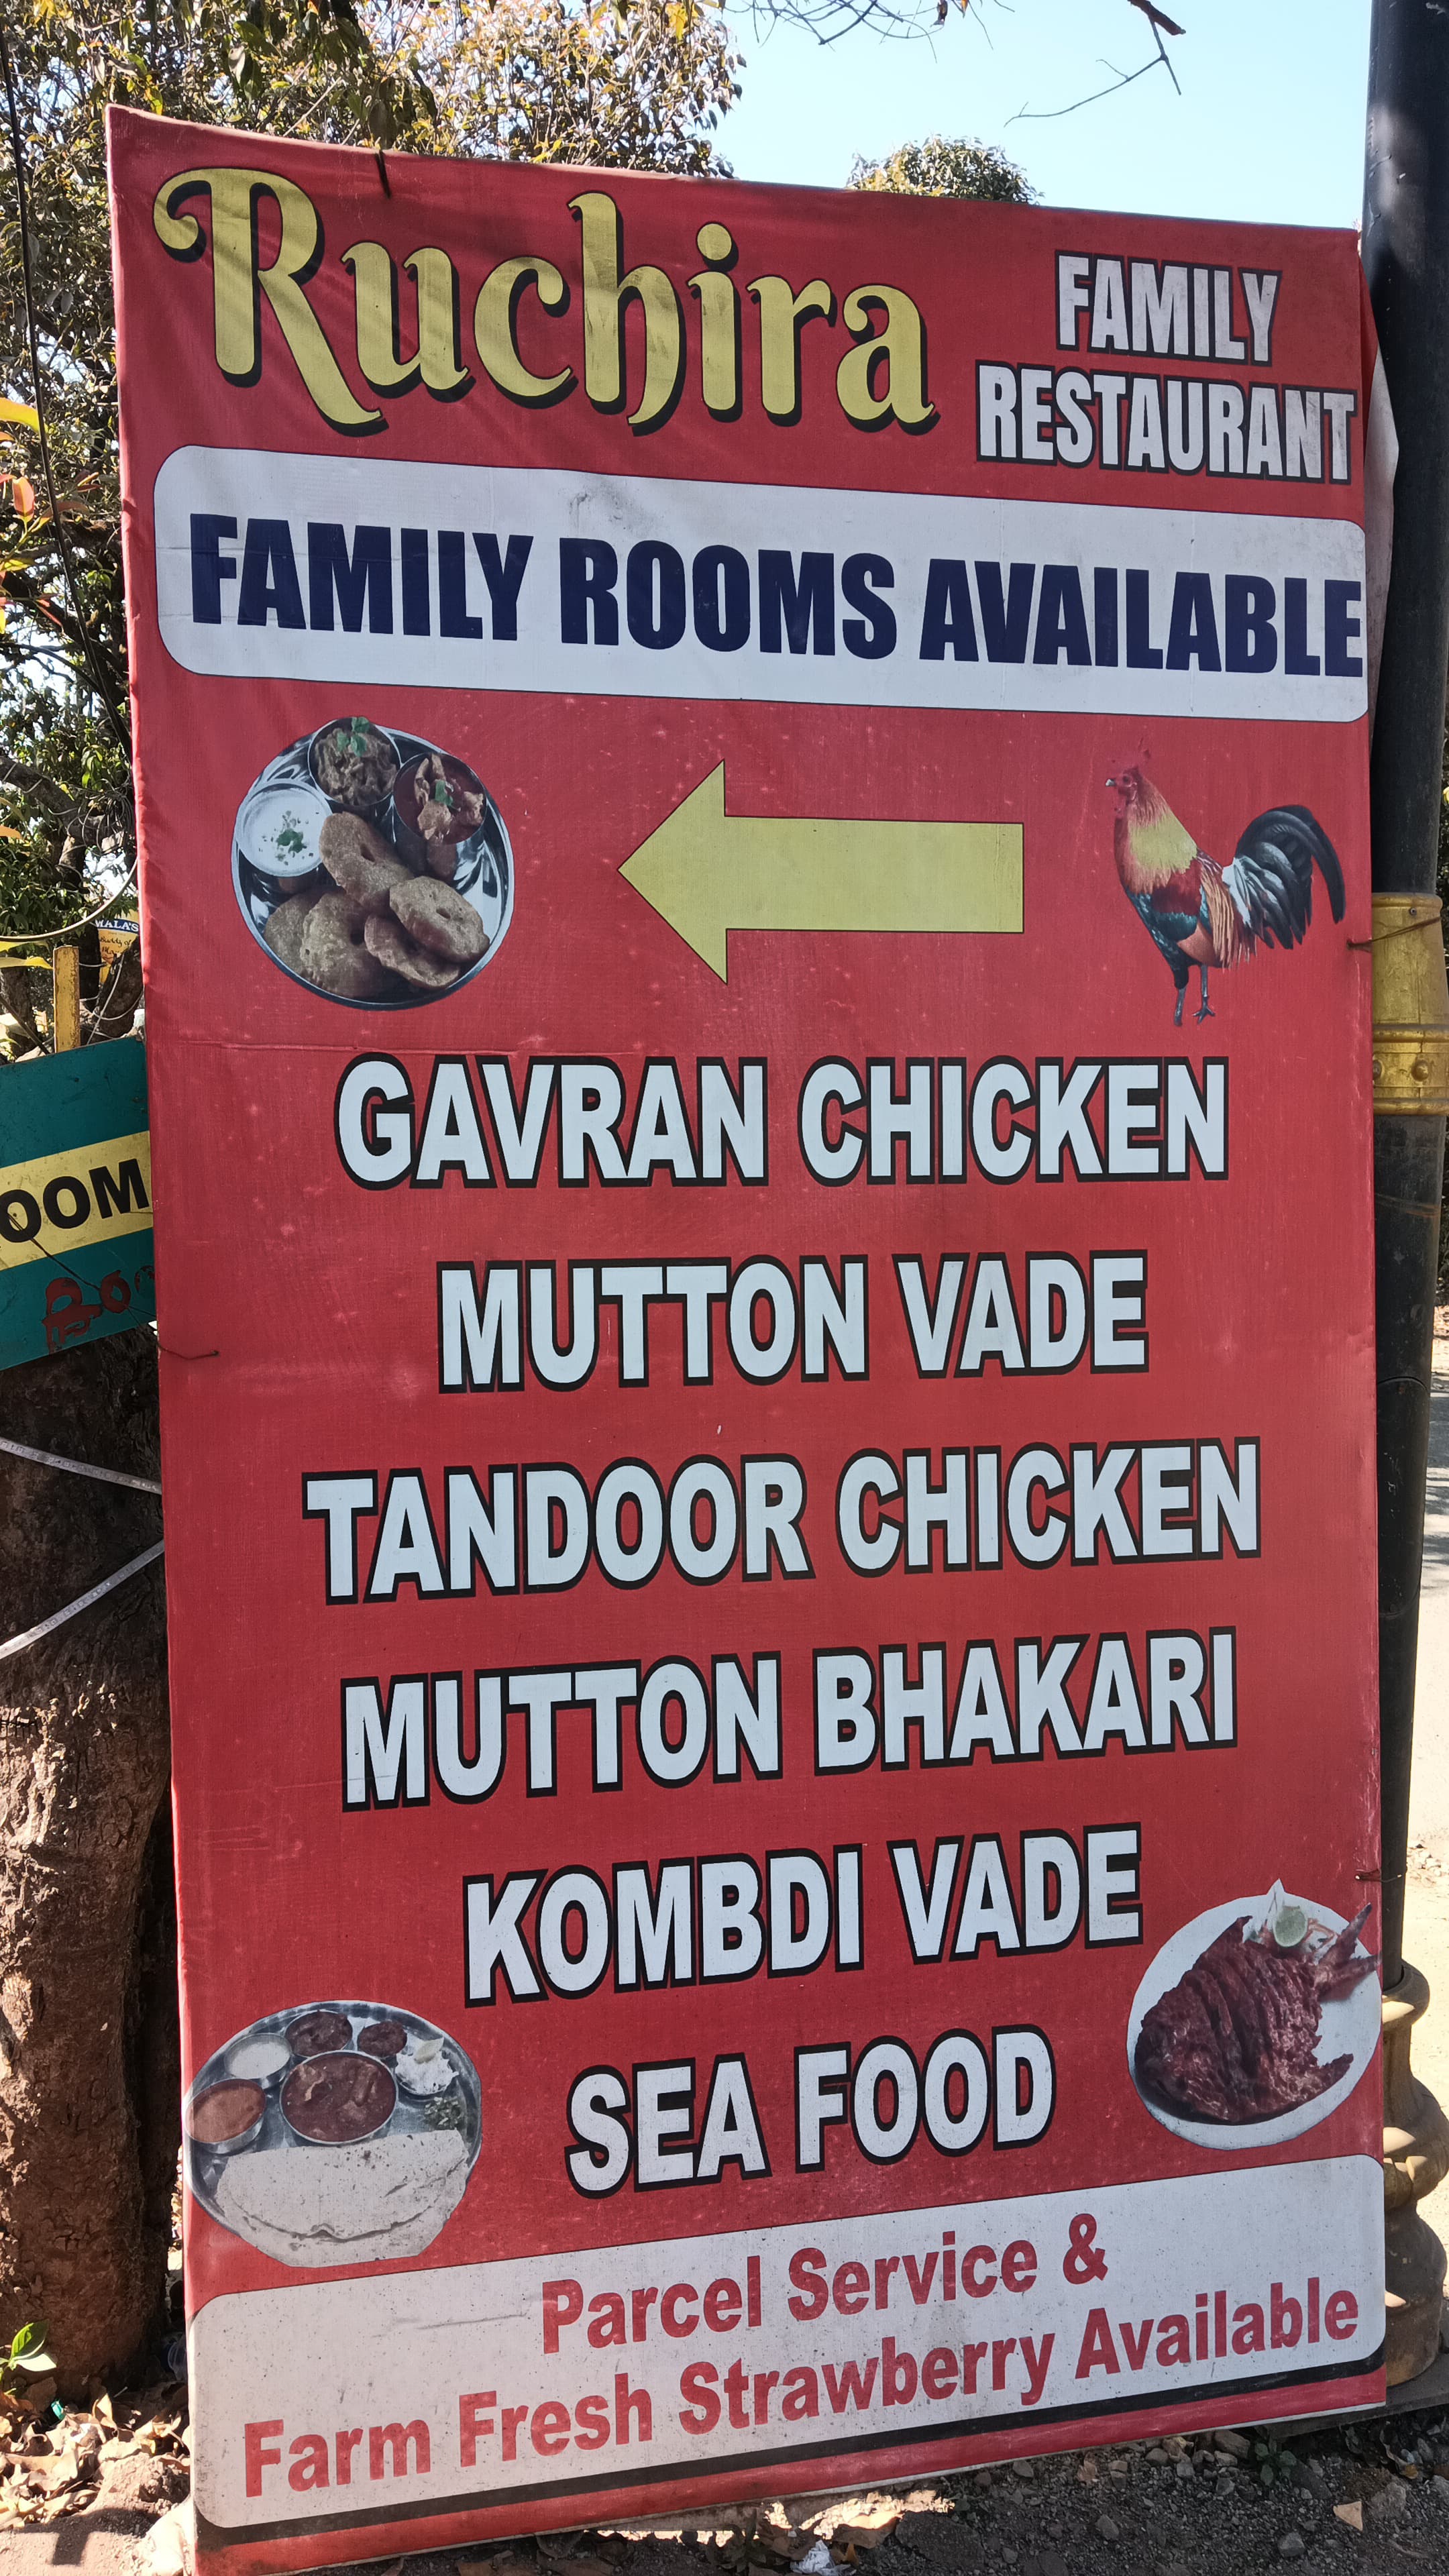 Ruchira
FAMILY
RESTAURANT
FAMILY ROOMS AVAILABLE
GAVRAN CHICKEN
MUTTON VADE
TANDOOR CHICKEN
MUTTON BHAKARI
KOMBDI VADE
SEA FOOD
Parcel Service &
Farm Fresh Strawberry Available
MALA'S
OOM